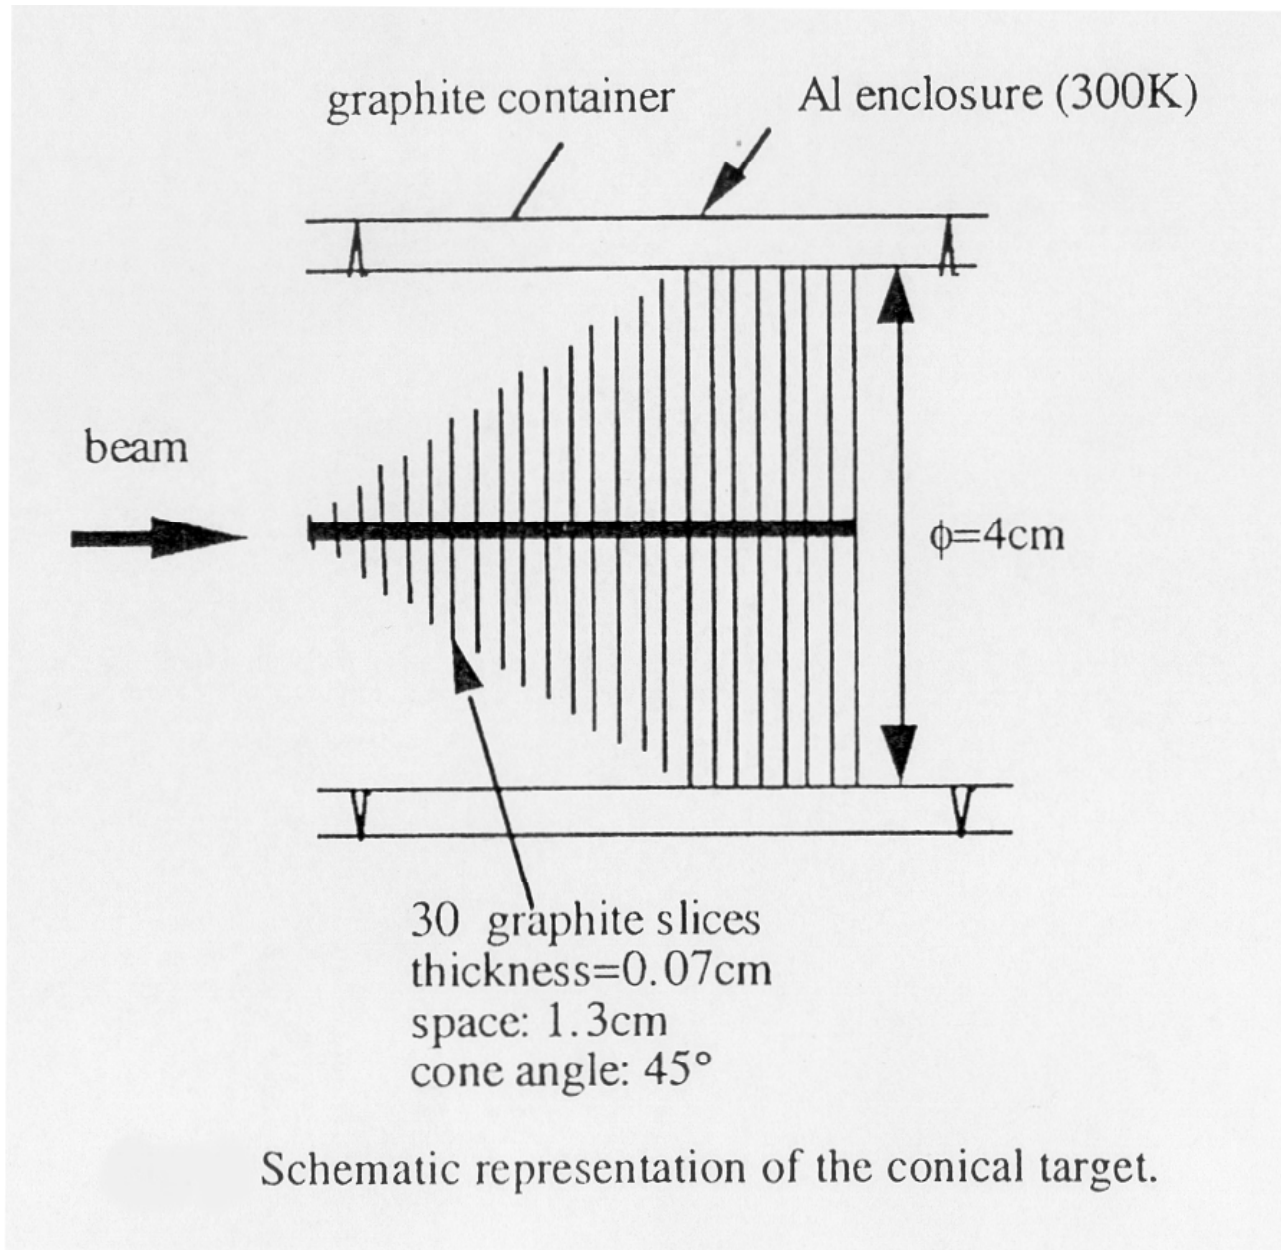 graphite container
Al enclosure (300K)
beam
ϕ=4cm
30 graphite slices
thickness=0.07cm
space: 1.3cm
cone angle: 45°
Schematic representation of the conical target.